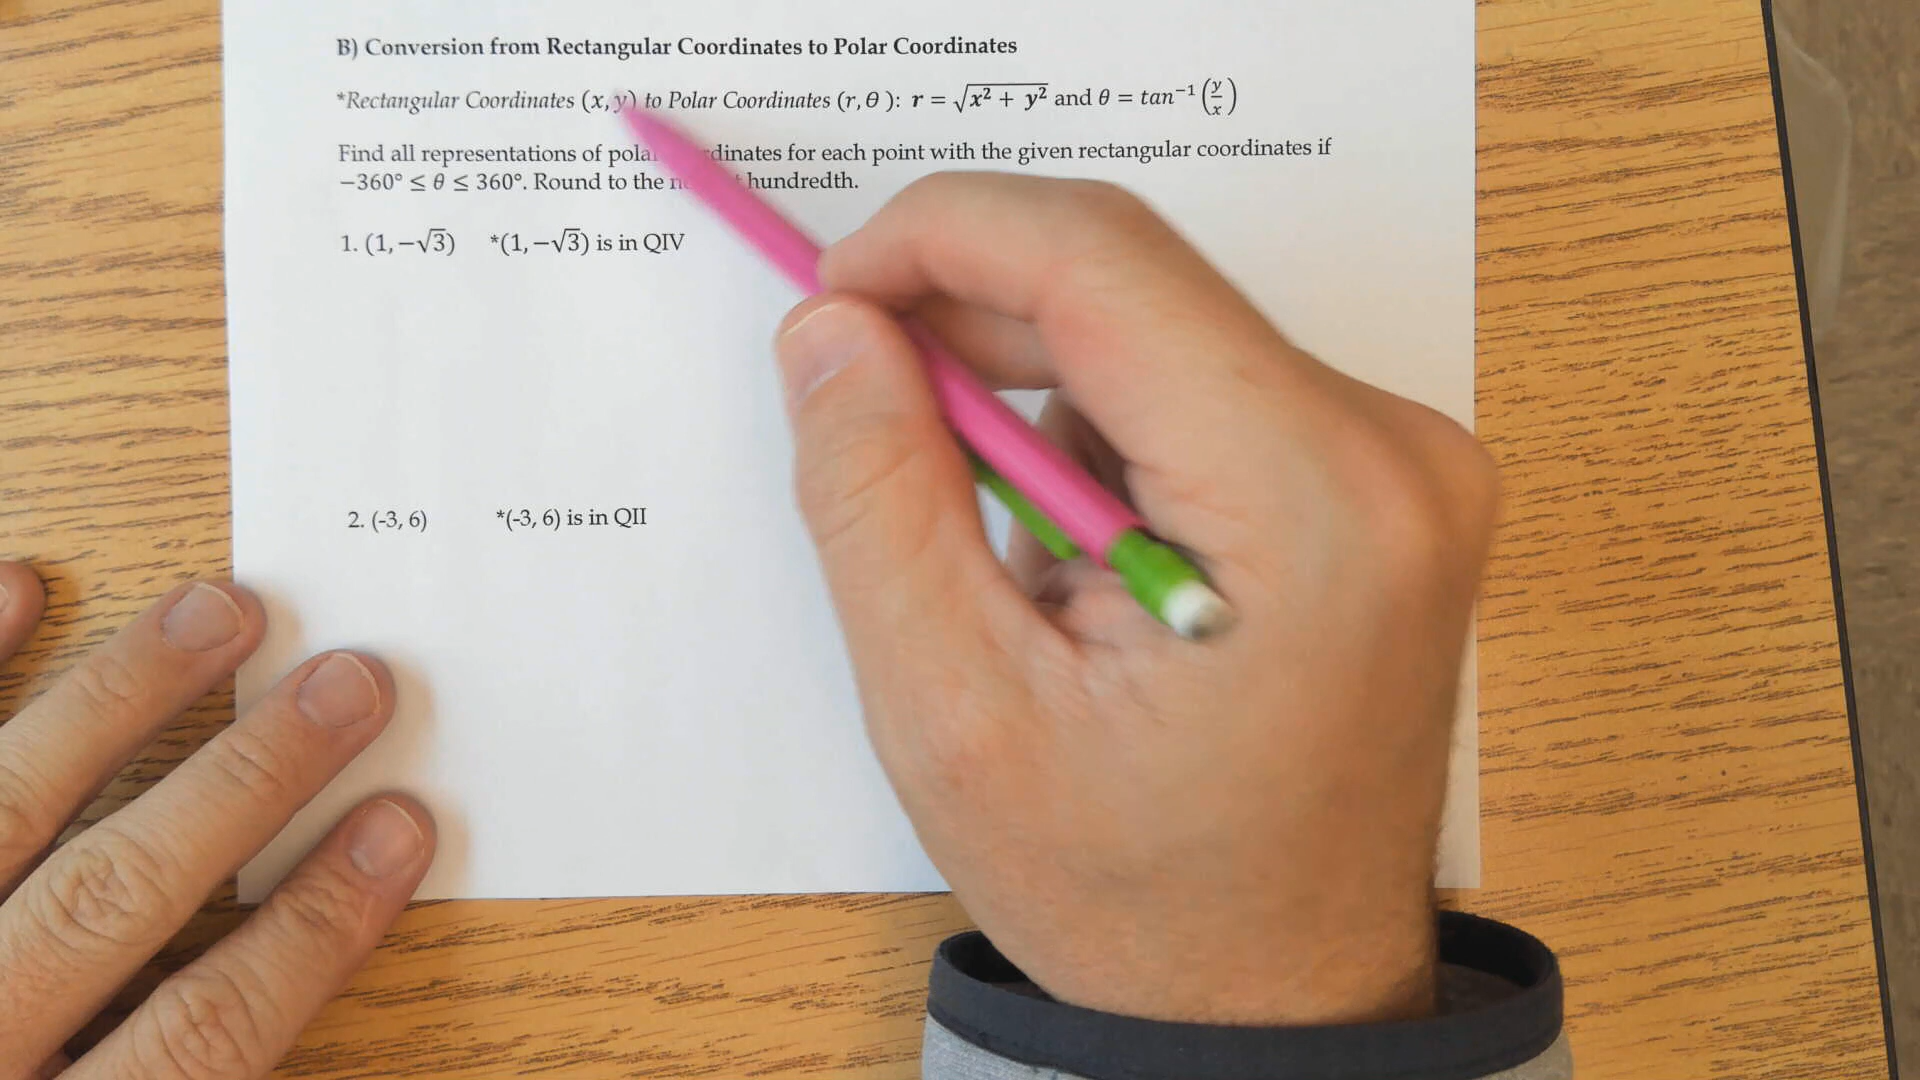 B) Conversion from Rectangular Coordinates to Polar Coordinates
*Rectangular Coordinates (x, y) to Polar Coordinates (r, θ ): r = √x² + y² and θ = tan⁻¹ (y/x)
Find all representations of dinates for each point with the given rectangular coordinates if
−360° ≤ θ ≤ 360°. Round to the hundredth.
1. (1, −√3) *(1, −√3) is in QIV
2. (-3, 6) *(-3, 6) is in QII